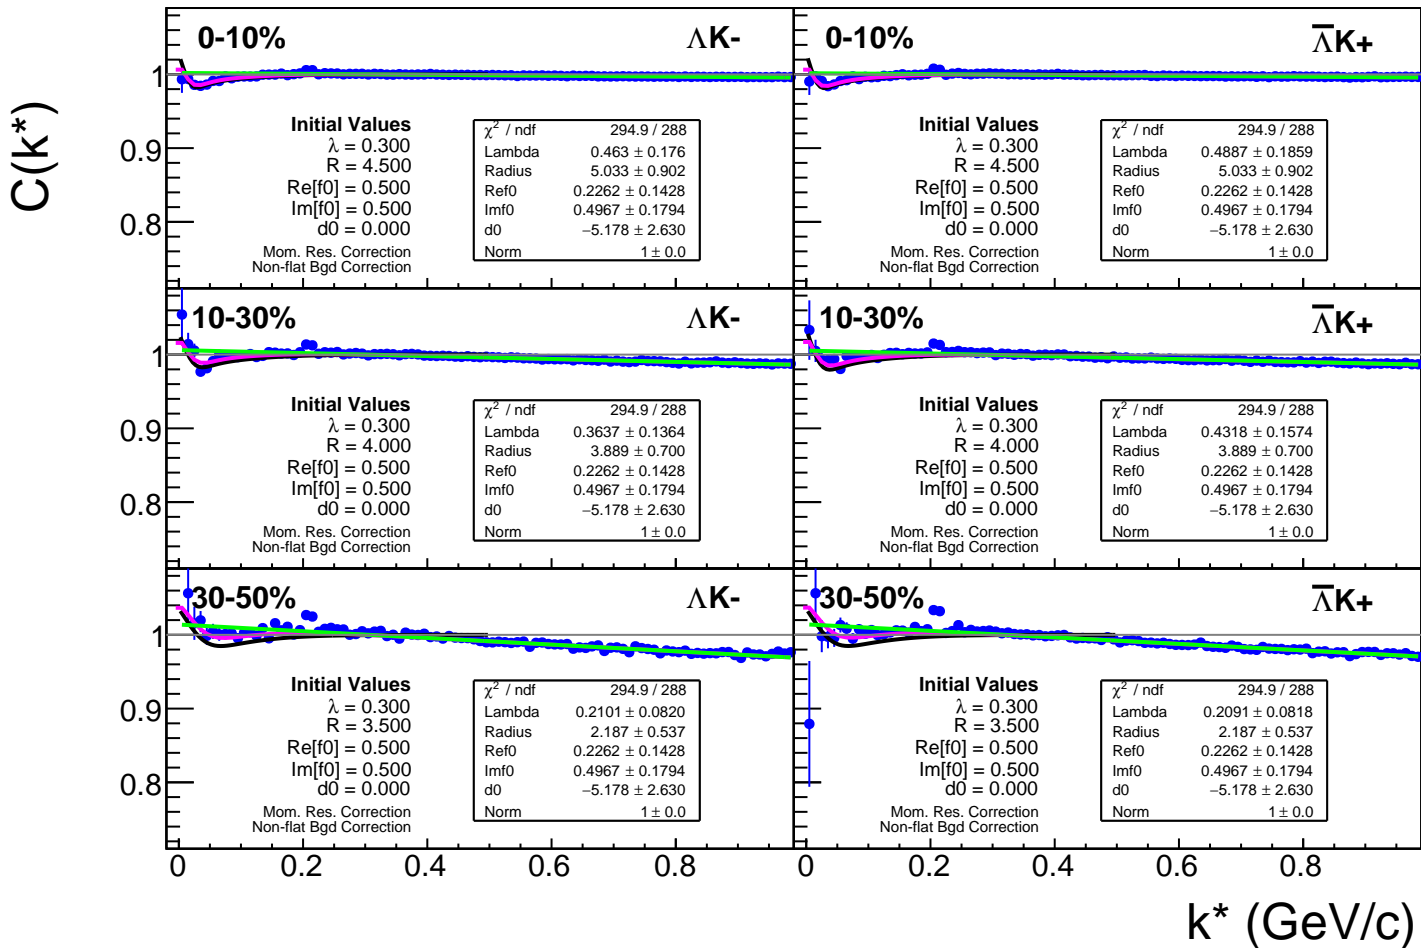 C(k*)
0-10% ΛK-
1
0.9
0.8
Initial Values
λ = 0.300
R = 4.500
Re[f0] = 0.500
Im[f0] = 0.500
d0 = 0.000
Mom. Res. Correction
Non-flat Bgd Correction
χ² / ndf 294.9 / 288
Lambda 0.463 ± 0.176
Radius 5.033 ± 0.902
Ref0 0.2262 ± 0.1428
Imf0 0.4967 ± 0.1794
d0 −5.178 ± 2.630
Norm 1 ± 0.0
0-10% Λ̅K+
Initial Values
λ = 0.300
R = 4.500
Re[f0] = 0.500
Im[f0] = 0.500
d0 = 0.000
Mom. Res. Correction
Non-flat Bgd Correction
χ² / ndf 294.9 / 288
Lambda 0.4887 ± 0.1859
Radius 5.033 ± 0.902
Ref0 0.2262 ± 0.1428
Imf0 0.4967 ± 0.1794
d0 −5.178 ± 2.630
Norm 1 ± 0.0
10-30% ΛK-
1
0.9
0.8
Initial Values
λ = 0.300
R = 4.000
Re[f0] = 0.500
Im[f0] = 0.500
d0 = 0.000
Mom. Res. Correction
Non-flat Bgd Correction
χ² / ndf 294.9 / 288
Lambda 0.3637 ± 0.1364
Radius 3.889 ± 0.700
Ref0 0.2262 ± 0.1428
Imf0 0.4967 ± 0.1794
d0 −5.178 ± 2.630
Norm 1 ± 0.0
10-30% Λ̅K+
Initial Values
λ = 0.300
R = 4.000
Re[f0] = 0.500
Im[f0] = 0.500
d0 = 0.000
Mom. Res. Correction
Non-flat Bgd Correction
χ² / ndf 294.9 / 288
Lambda 0.4318 ± 0.1574
Radius 3.889 ± 0.700
Ref0 0.2262 ± 0.1428
Imf0 0.4967 ± 0.1794
d0 −5.178 ± 2.630
Norm 1 ± 0.0
30-50% ΛK-
1
0.9
0.8
Initial Values
λ = 0.300
R = 3.500
Re[f0] = 0.500
Im[f0] = 0.500
d0 = 0.000
Mom. Res. Correction
Non-flat Bgd Correction
χ² / ndf 294.9 / 288
Lambda 0.2101 ± 0.0820
Radius 2.187 ± 0.537
Ref0 0.2262 ± 0.1428
Imf0 0.4967 ± 0.1794
d0 −5.178 ± 2.630
Norm 1 ± 0.0
30-50% Λ̅K+
Initial Values
λ = 0.300
R = 3.500
Re[f0] = 0.500
Im[f0] = 0.500
d0 = 0.000
Mom. Res. Correction
Non-flat Bgd Correction
χ² / ndf 294.9 / 288
Lambda 0.2091 ± 0.0818
Radius 2.187 ± 0.537
Ref0 0.2262 ± 0.1428
Imf0 0.4967 ± 0.1794
d0 −5.178 ± 2.630
Norm 1 ± 0.0
0 0.2 0.4 0.6 0.8 0 0.2 0.4 0.6 0.8
k* (GeV/c)